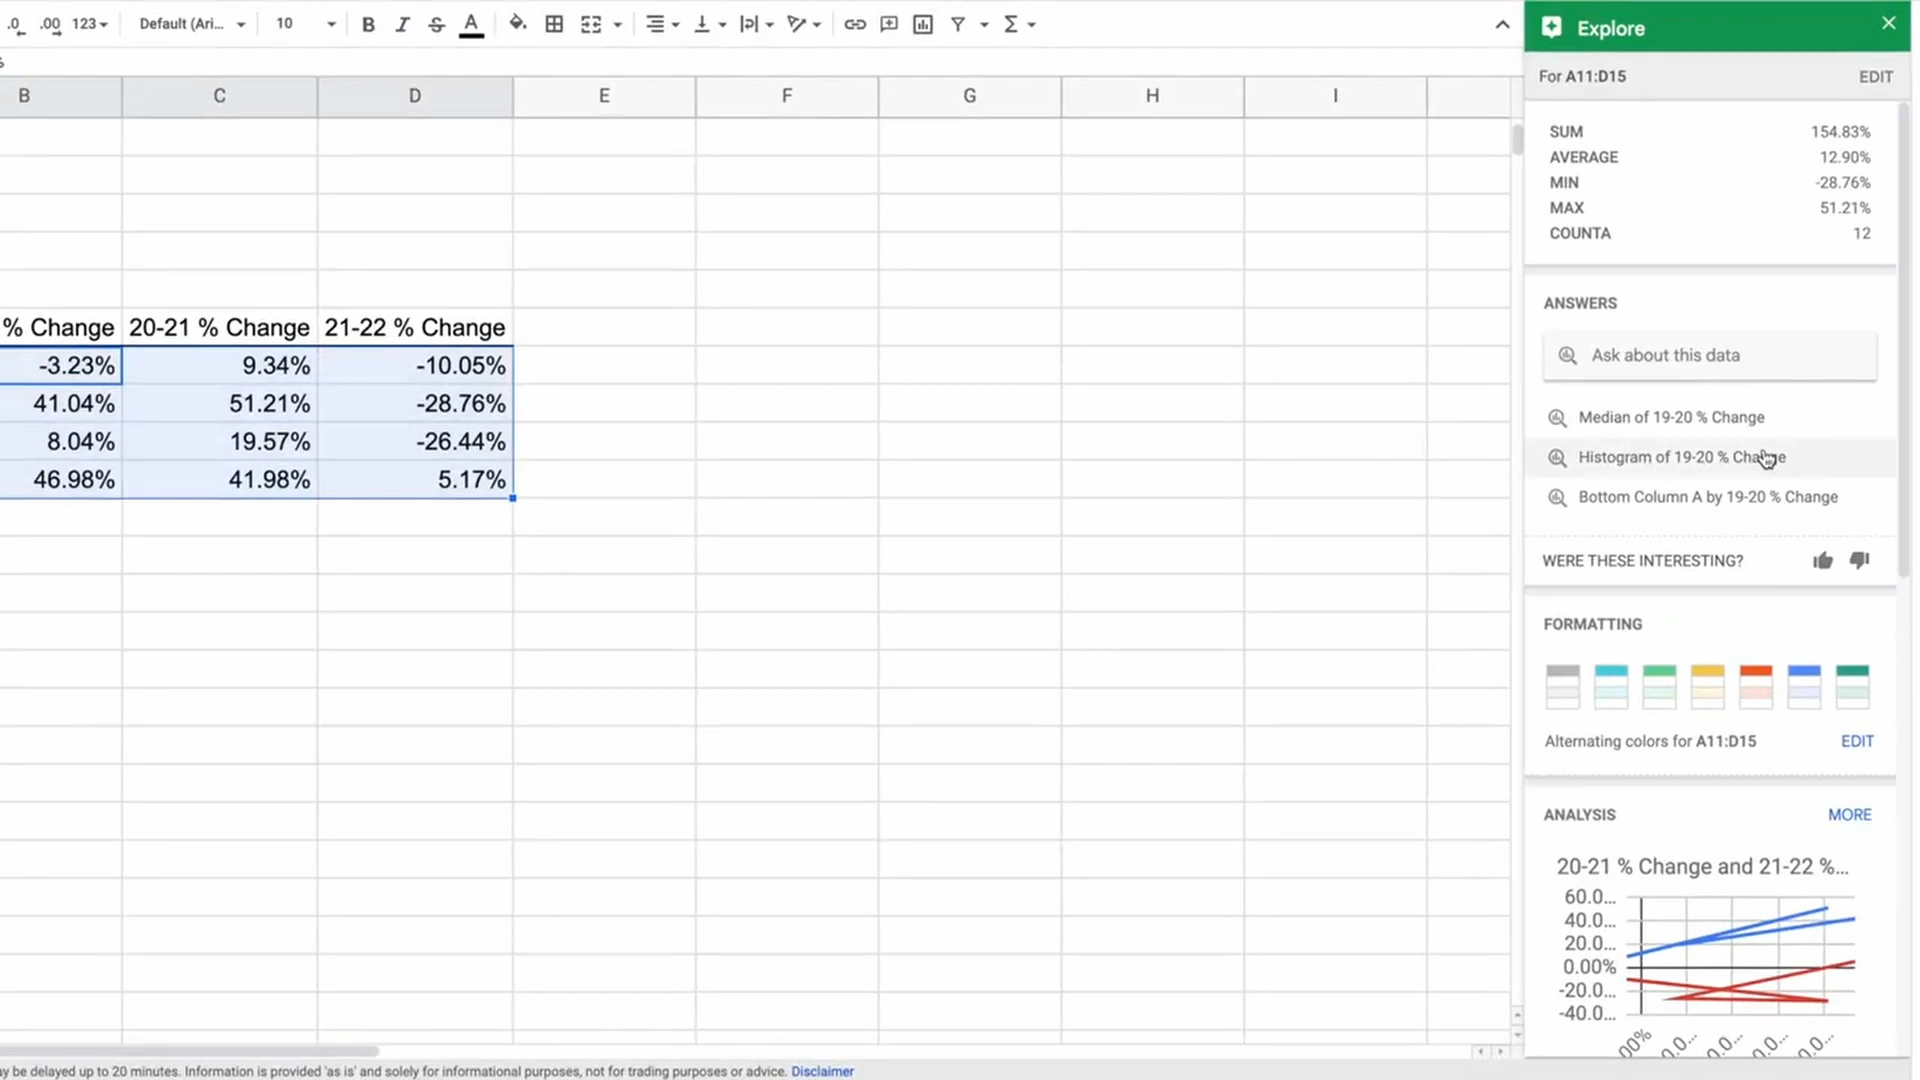 .0 .00 123 Default (Ari... 10 B I S A Σ
Explore
For A11:D15 EDIT
B C D E F G H I
SUM 154.83%
AVERAGE 12.90%
MIN -28.76%
MAX 51.21%
COUNTA 12
ANSWERS
Ask about this data
Median of 19-20 % Change
Histogram of 19-20 % Change
Bottom Column A by 19-20 % Change
WERE THESE INTERESTING?
FORMATTING
Alternating colors for A11:D15 EDIT
ANALYSIS MORE
20-21 % Change and 21-22 %...
60.0...
40.0...
20.0...
0.00%
-20.0...
-40.0...
00% 0.0... 0.0... 0.0... 0.0...
% Change 20-21 % Change 21-22 % Change
-3.23% 9.34% -10.05%
41.04% 51.21% -28.76%
8.04% 19.57% -26.44%
46.98% 41.98% 5.17%
y be delayed up to 20 minutes. Information is provided 'as is' and solely for informational purposes, not for trading purposes or advice. Disclaimer